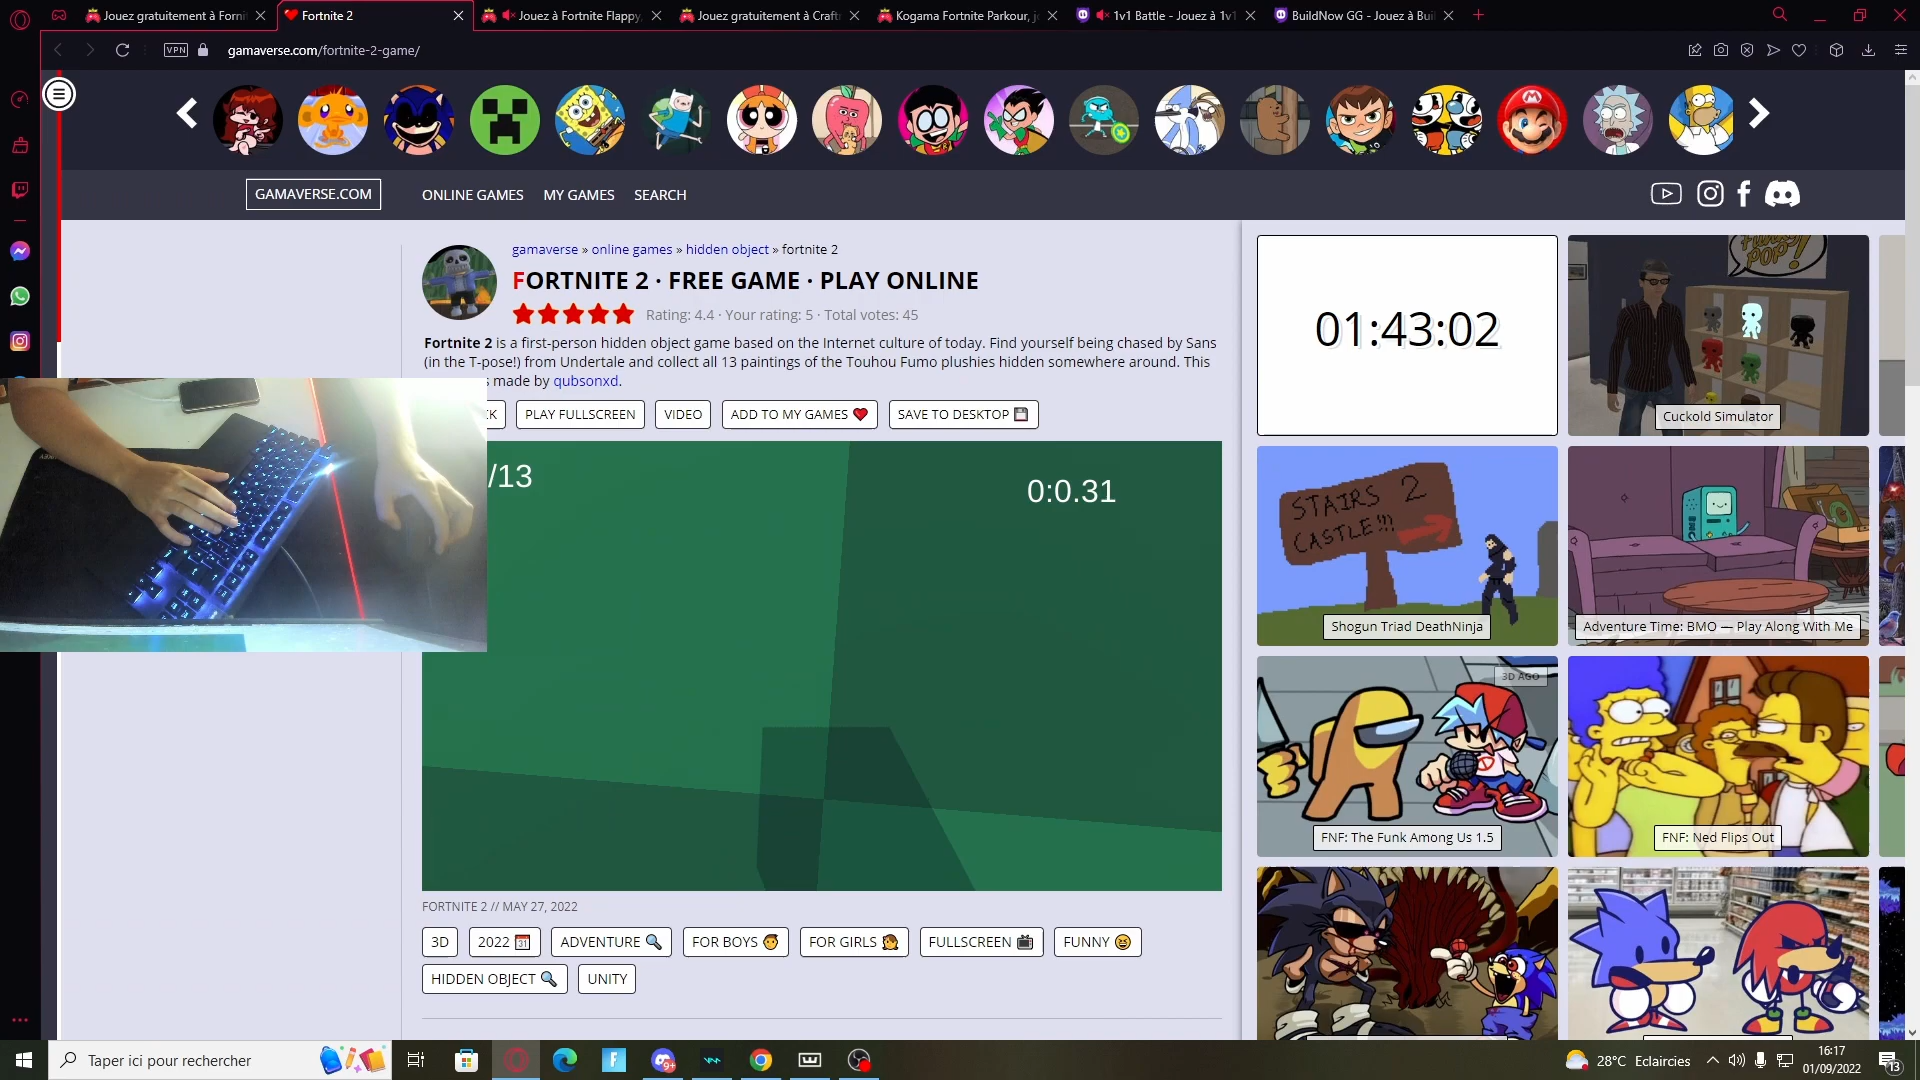 Jouez gratuitement à Forni
Fortnite 2
Jouez à Fortnite Flappy,
Jouez gratuitement à Craft
Kogama Fortnite Parkour, j
1v1 Battle - Jouez à 1v1
BuildNow GG - Jouez à Buil
VPN
gamaverse.com/fortnite-2-game/
GAMAVERSE.COM
ONLINE GAMES
MY GAMES
SEARCH
gamaverse » online games » hidden object » fortnite 2
FORTNITE 2 · FREE GAME · PLAY ONLINE
Rating: 4.4 · Your rating: 5 · Total votes: 45
Fortnite 2 is a first-person hidden object game based on the Internet culture of today. Find yourself being chased by Sans
(in the T-pose!) from Undertale and collect all 13 paintings of the Touhou Fumo plushies hidden somewhere around. This
s made by qubsonxd.
CK
PLAY FULLSCREEN
VIDEO
ADD TO MY GAMES
SAVE TO DESKTOP
/13
0:0.31
FORTNITE 2 // MAY 27, 2022
3D
2022
ADVENTURE
FOR BOYS
FOR GIRLS
FULLSCREEN
FUNNY
HIDDEN OBJECT
UNITY
01:43:02
Funko POP!
Cuckold Simulator
STAIRS 2
CASTLE!!!
Shogun Triad DeathNinja
Adventure Time: BMO — Play Along With Me
3D AGO
FNF: The Funk Among Us 1.5
FNF: Ned Flips Out
Taper ici pour rechercher
9+
28°C Eclaircies
16:17
01/09/2022
13